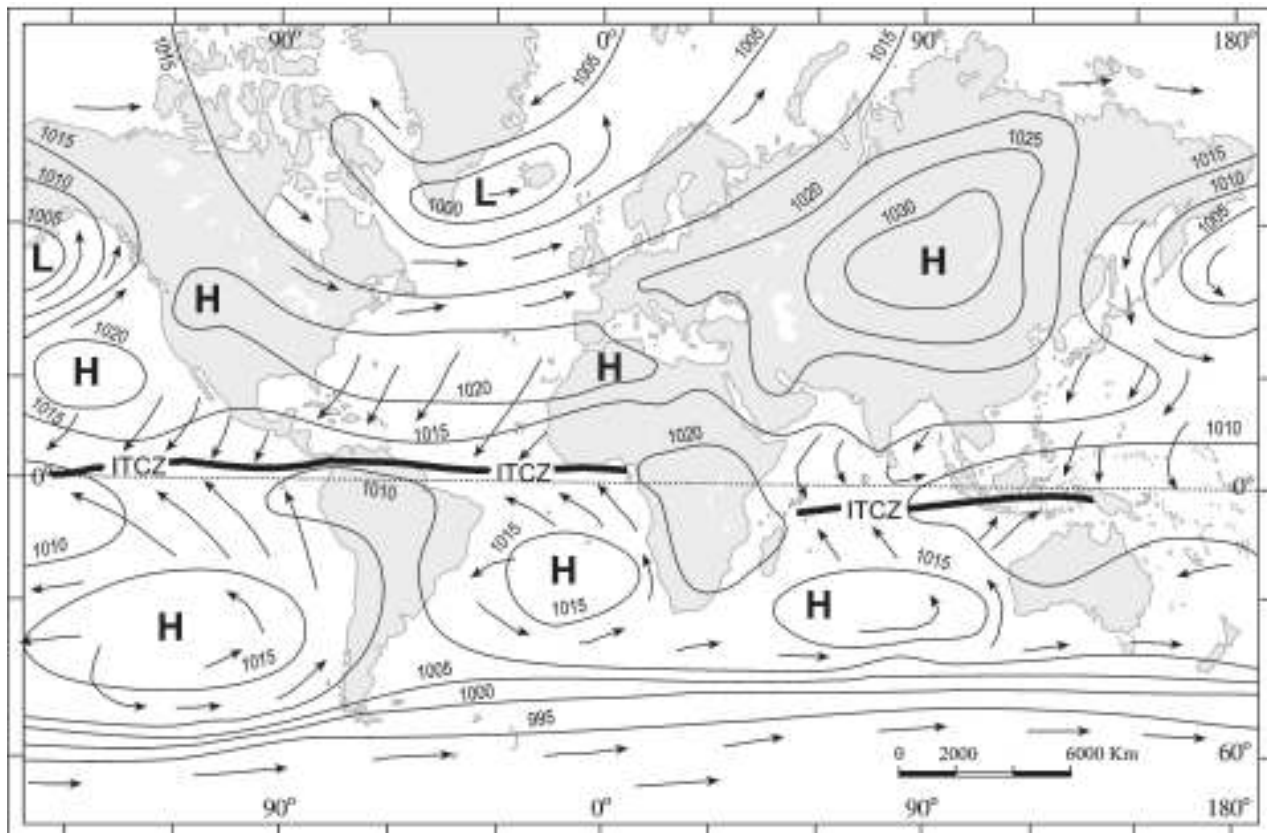 90° 0° 90° 180°
1015 1005 1005 1015
1015 1025 1015
1010 1020 1010
1005 L 1000 1030 1005
L H H
1020 H H
1020
1015 1015 1020 1010
0° ITCZ ITCZ 0°
1010 ITCZ
1010 1015 H 1015
H 1015 H
1015 1005
1000
995
0 2000 6000 Km
60°
90° 0° 90° 180°